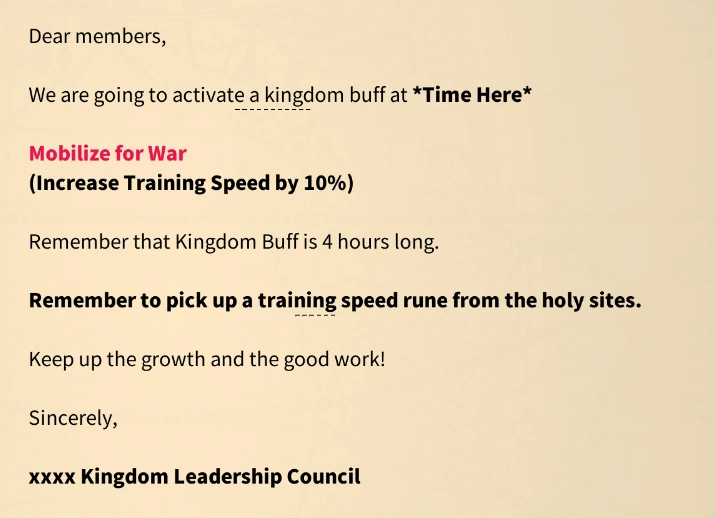 Dear members,
We are going to activate a kingdom buff at *Time Here*
Mobilize for War
(Increase Training Speed by 10%)
Remember that Kingdom Buff is 4 hours long.
Remember to pick up a training speed rune from the holy sites.
Keep up the growth and the good work!
Sincerely,
xxxx Kingdom Leadership Council